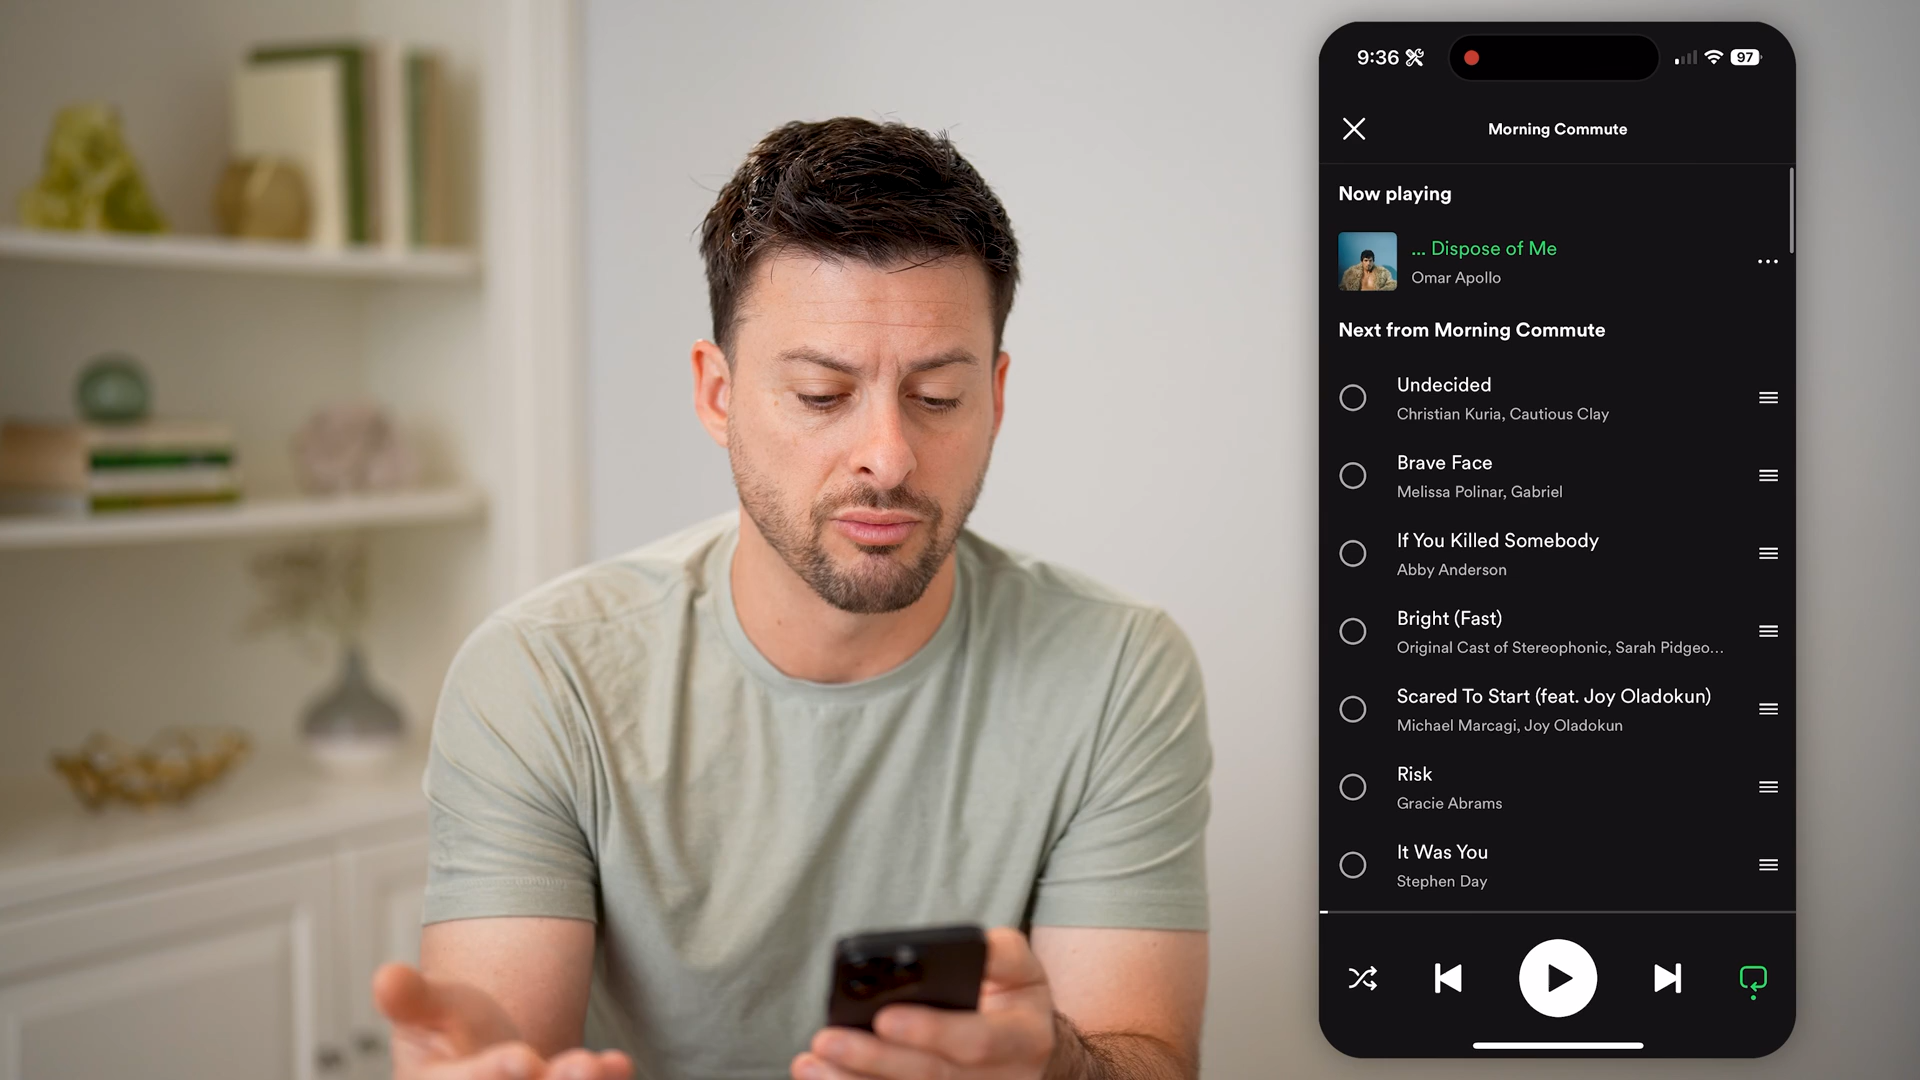 9:36
97
Morning Commute
Now playing
... Dispose of Me
Omar Apollo
Next from Morning Commute
Undecided
Christian Kuria, Cautious Clay
Brave Face
Melissa Polinar, Gabriel
If You Killed Somebody
Abby Anderson
Bright (Fast)
Original Cast of Stereophonic, Sarah Pidgeo...
Scared To Start (feat. Joy Oladokun)
Michael Marcagi, Joy Oladokun
Risk
Gracie Abrams
It Was You
Stephen Day